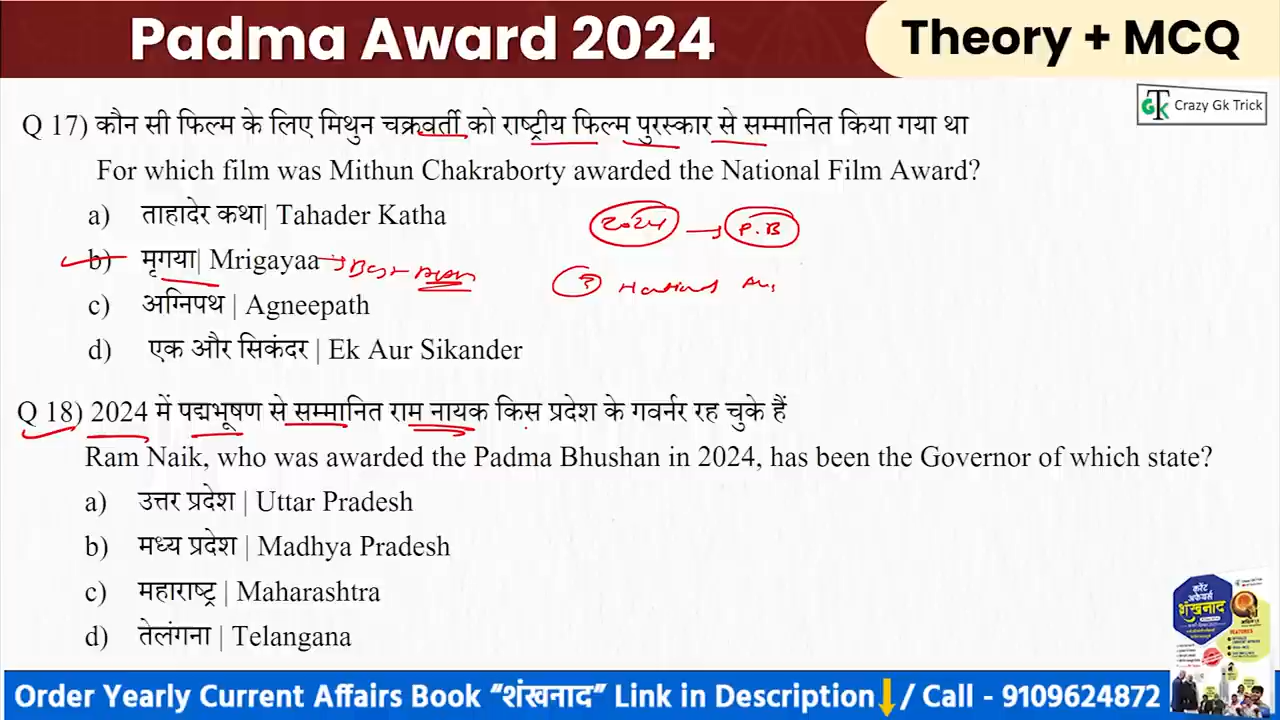 Padma Award 2024
Theory + MCQ
Crazy Gk Trick
Q 17) कौन सी फिल्म के लिए मिथुन चक्रवर्ती को राष्ट्रीय फिल्म पुरस्कार से सम्मानित किया गया था
For which film was Mithun Chakraborty awarded the National Film Award?
a) ताहादेर कथा| Tahader Katha
2024 → P.B
b) मृगया| Mrigayaa
c) अग्निपथ | Agneepath
d) एक और सिकंदर | Ek Aur Sikander
Q 18) 2024 में पद्मभूषण से सम्मानित राम नायक किस प्रदेश के गवर्नर रह चुके हैं
Ram Naik, who was awarded the Padma Bhushan in 2024, has been the Governor of which state?
a) उत्तर प्रदेश | Uttar Pradesh
b) मध्य प्रदेश | Madhya Pradesh
c) महाराष्ट्र | Maharashtra
d) तेलंगना | Telangana
करेंट
अफेयर्स
शंखनाद
FEATURES
Order Yearly Current Affairs Book “शंखनाद” Link in Description / Call - 9109624872